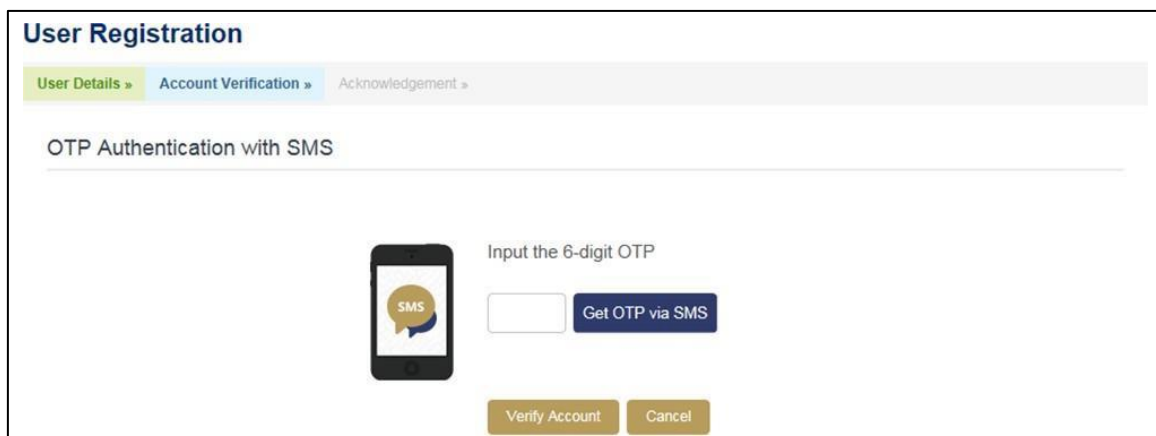 User Registration
User Details » Account Verification » Acknowledgement »
OTP Authentication with SMS
Input the 6-digit OTP
SMS
Get OTP via SMS
Verify Account Cancel